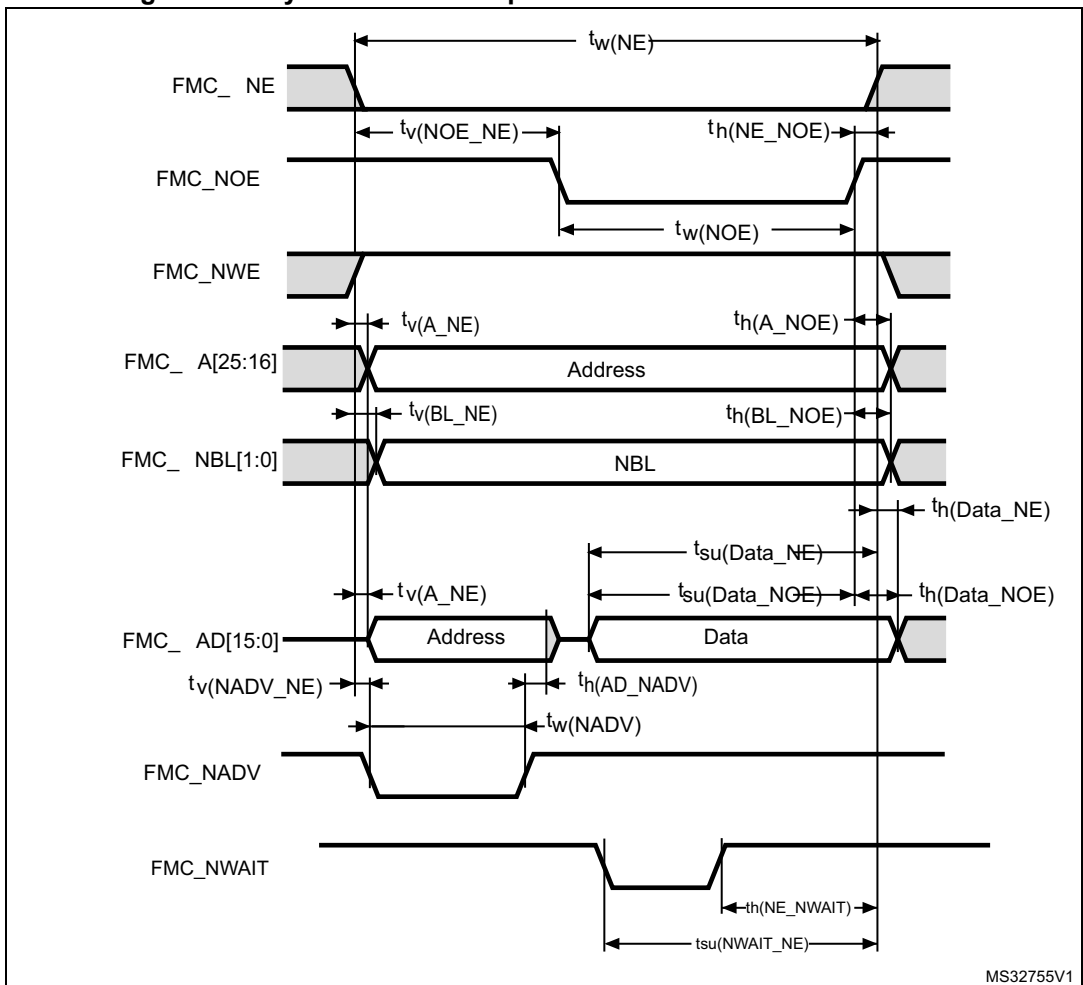 tw(NE)
FMC_ NE
tv(NOE_NE) th(NE_NOE)
FMC_NOE
tw(NOE)
FMC_NWE
tv(A_NE) th(A_NOE)
FMC_ A[25:16] Address
tv(BL_NE) th(BL_NOE)
FMC_ NBL[1:0] NBL
th(Data_NE)
tsu(Data_NE)
tv(A_NE) tsu(Data_NOE) th(Data_NOE)
FMC_ AD[15:0] Address Data
tv(NADV_NE) th(AD_NADV)
tw(NADV)
FMC_NADV
FMC_NWAIT
th(NE_NWAIT)
tsu(NWAIT_NE)
MS32755V1